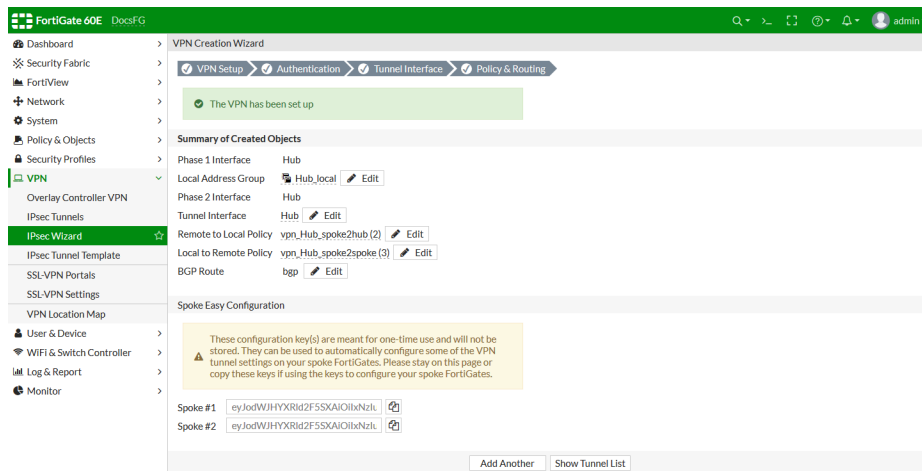 FortiGate 60E DocsFG
admin
Dashboard
Security Fabric
FortiView
Network
System
Policy & Objects
Security Profiles
VPN
Overlay Controller VPN
IPsec Tunnels
IPsec Wizard
IPsec Tunnel Template
SSL-VPN Portals
SSL-VPN Settings
VPN Location Map
User & Device
WiFi & Switch Controller
Log & Report
Monitor
VPN Creation Wizard
VPN Setup Authentication Tunnel Interface Policy & Routing
The VPN has been set up
Summary of Created Objects
Phase 1 Interface Hub
Local Address Group Hub_local Edit
Phase 2 Interface Hub
Tunnel Interface Hub Edit
Remote to Local Policy vpn_Hub_spoke2hub (2) Edit
Local to Remote Policy vpn_Hub_spoke2spoke (3) Edit
BGP Route bgp Edit
Spoke Easy Configuration
These configuration key(s) are meant for one-time use and will not be
stored. They can be used to automatically configure some of the VPN
tunnel settings on your spoke FortiGates. Please stay on this page or
copy these keys if using the keys to configure your spoke FortiGates.
Spoke #1
Spoke #2
Add Another Show Tunnel List